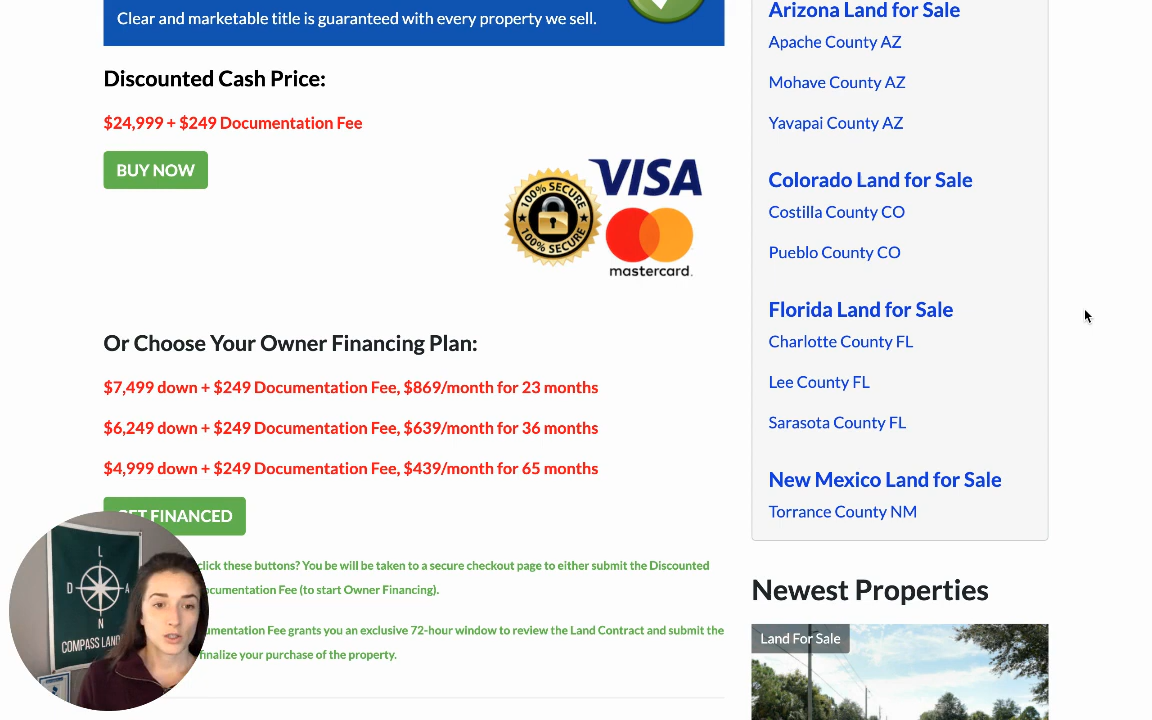 Clear and marketable title is guaranteed with every property we sell.
Discounted Cash Price:
$24,999 + $249 Documentation Fee
BUY NOW
100% SECURE
100% SECURE
VISA
mastercard.
Or Choose Your Owner Financing Plan:
$7,499 down + $249 Documentation Fee, $869/month for 23 months
$6,249 down + $249 Documentation Fee, $639/month for 36 months
$4,999 down + $249 Documentation Fee, $439/month for 65 months
GET FINANCED
click these buttons? You be will be taken to a secure checkout page to either submit the Discounted
ocumentation Fee (to start Owner Financing).
umentation Fee grants you an exclusive 72-hour window to review the Land Contract and submit the
finalize your purchase of the property.
L
D
A
N
COMPASS LAND
Arizona Land for Sale
Apache County AZ
Mohave County AZ
Yavapai County AZ
Colorado Land for Sale
Costilla County CO
Pueblo County CO
Florida Land for Sale
Charlotte County FL
Lee County FL
Sarasota County FL
New Mexico Land for Sale
Torrance County NM
Newest Properties
Land For Sale